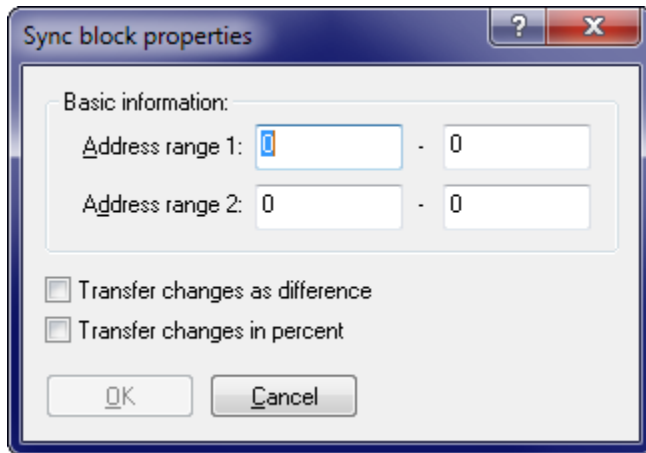 Sync block properties ? X
Basic information:
Address range 1: 0 - 0
Address range 2: 0 - 0
Transfer changes as difference
Transfer changes in percent
OK Cancel